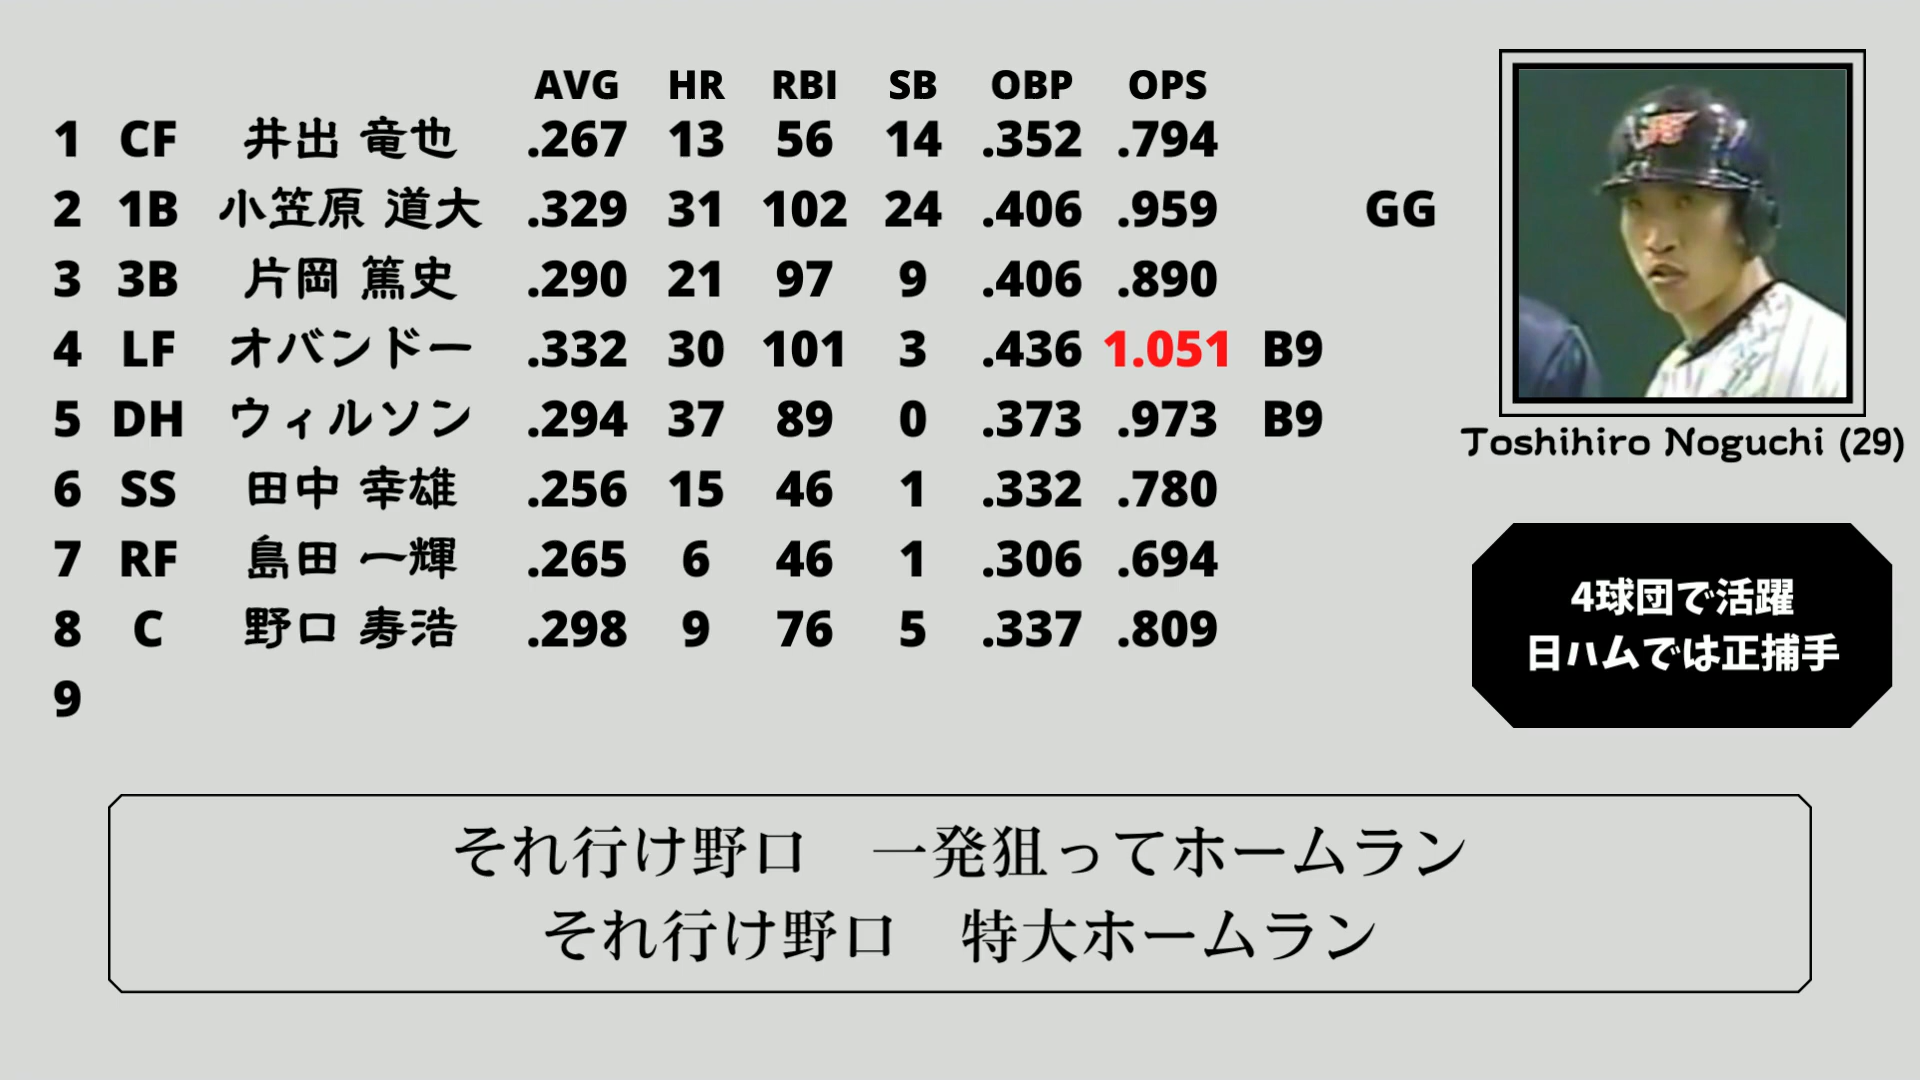 AVG HR RBI SB OBP OPS
1 CF 井出 竜也 .267 13 56 14 .352 .794
2 1B 小笠原 道大 .329 31 102 24 .406 .959 GG
3 3B 片岡 篤史 .290 21 97 9 .406 .890
4 LF オバンドー .332 30 101 3 .436 1.051 B9
5 DH ウィルソン .294 37 89 0 .373 .973 B9
6 SS 田中 幸雄 .256 15 46 1 .332 .780
7 RF 島田 一輝 .265 6 46 1 .306 .694
8 C 野口 寿浩 .298 9 76 5 .337 .809
9
Toshihiro Noguchi (29)
4球団で活躍
日ハムでは正捕手
それ行け野口　一発狙ってホームラン
それ行け野口　特大ホームラン